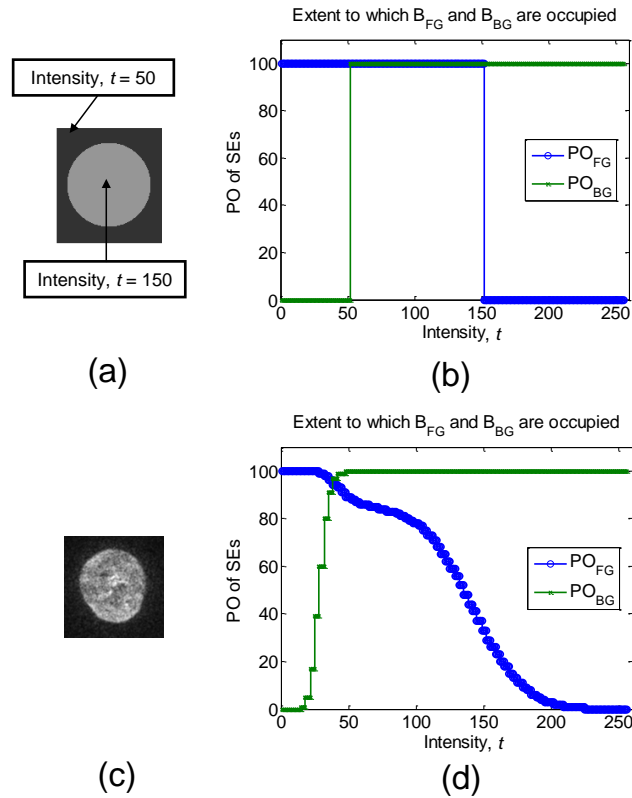 Intensity, t = 50
Intensity, t = 150
(a)
Extent to which B_FG and B_BG are occupied
PO of SEs
100
80
60
40
20
0
0 50 100 150 200 250
Intensity, t
PO_FG
PO_BG
(b)
(c)
Extent to which B_FG and B_BG are occupied
PO of SEs
100
80
60
40
20
0
0 50 100 150 200 250
Intensity, t
PO_FG
PO_BG
(d)